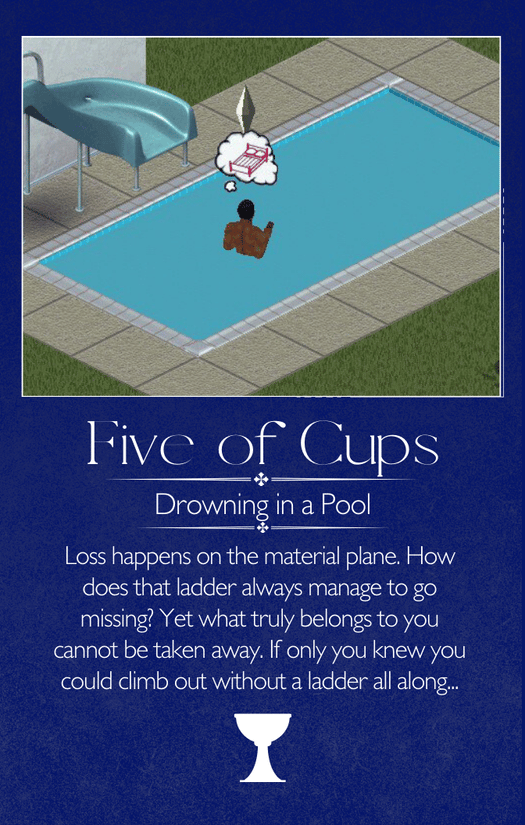 Five of Cups
Drowning in a Pool
Loss happens on the material plane. How
does that ladder always manage to go
missing? Yet what truly belongs to you
cannot be taken away. If only you knew you
could climb out without a ladder all along...